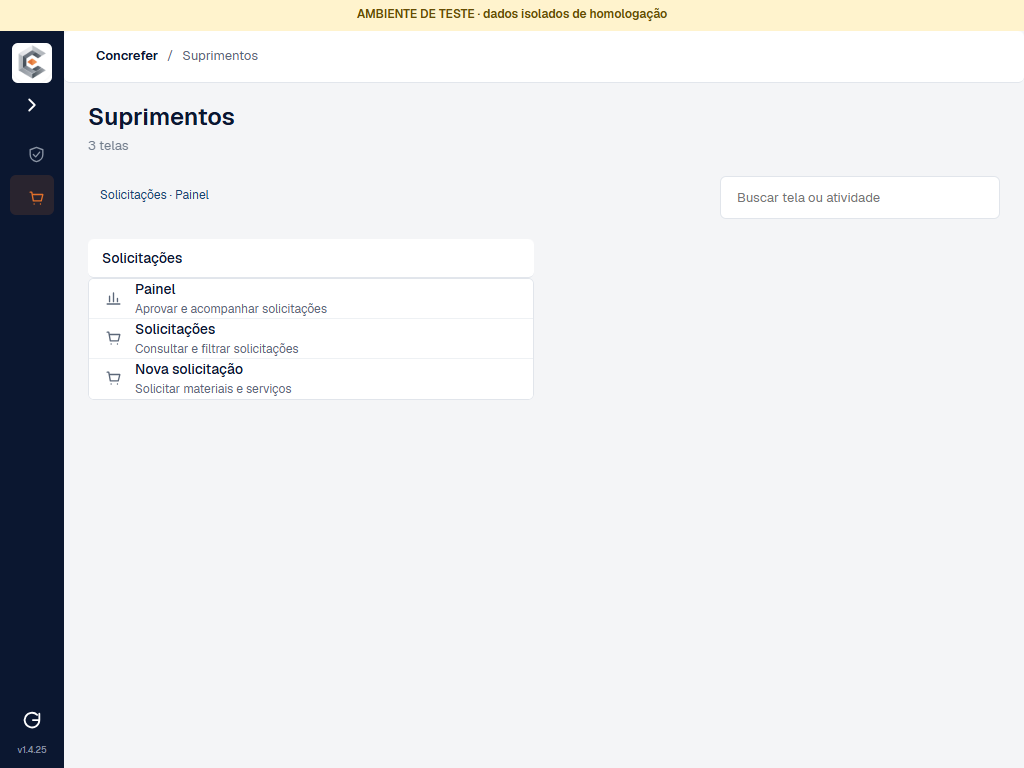 AMBIENTE DE TESTE · dados isolados de homologação
Concrefer / Suprimentos
Suprimentos
3 telas
Solicitações · Painel
Buscar tela ou atividade
Solicitações
Painel
Aprovar e acompanhar solicitações
Solicitações
Consultar e filtrar solicitações
Nova solicitação
Solicitar materiais e serviços
v1.4.25